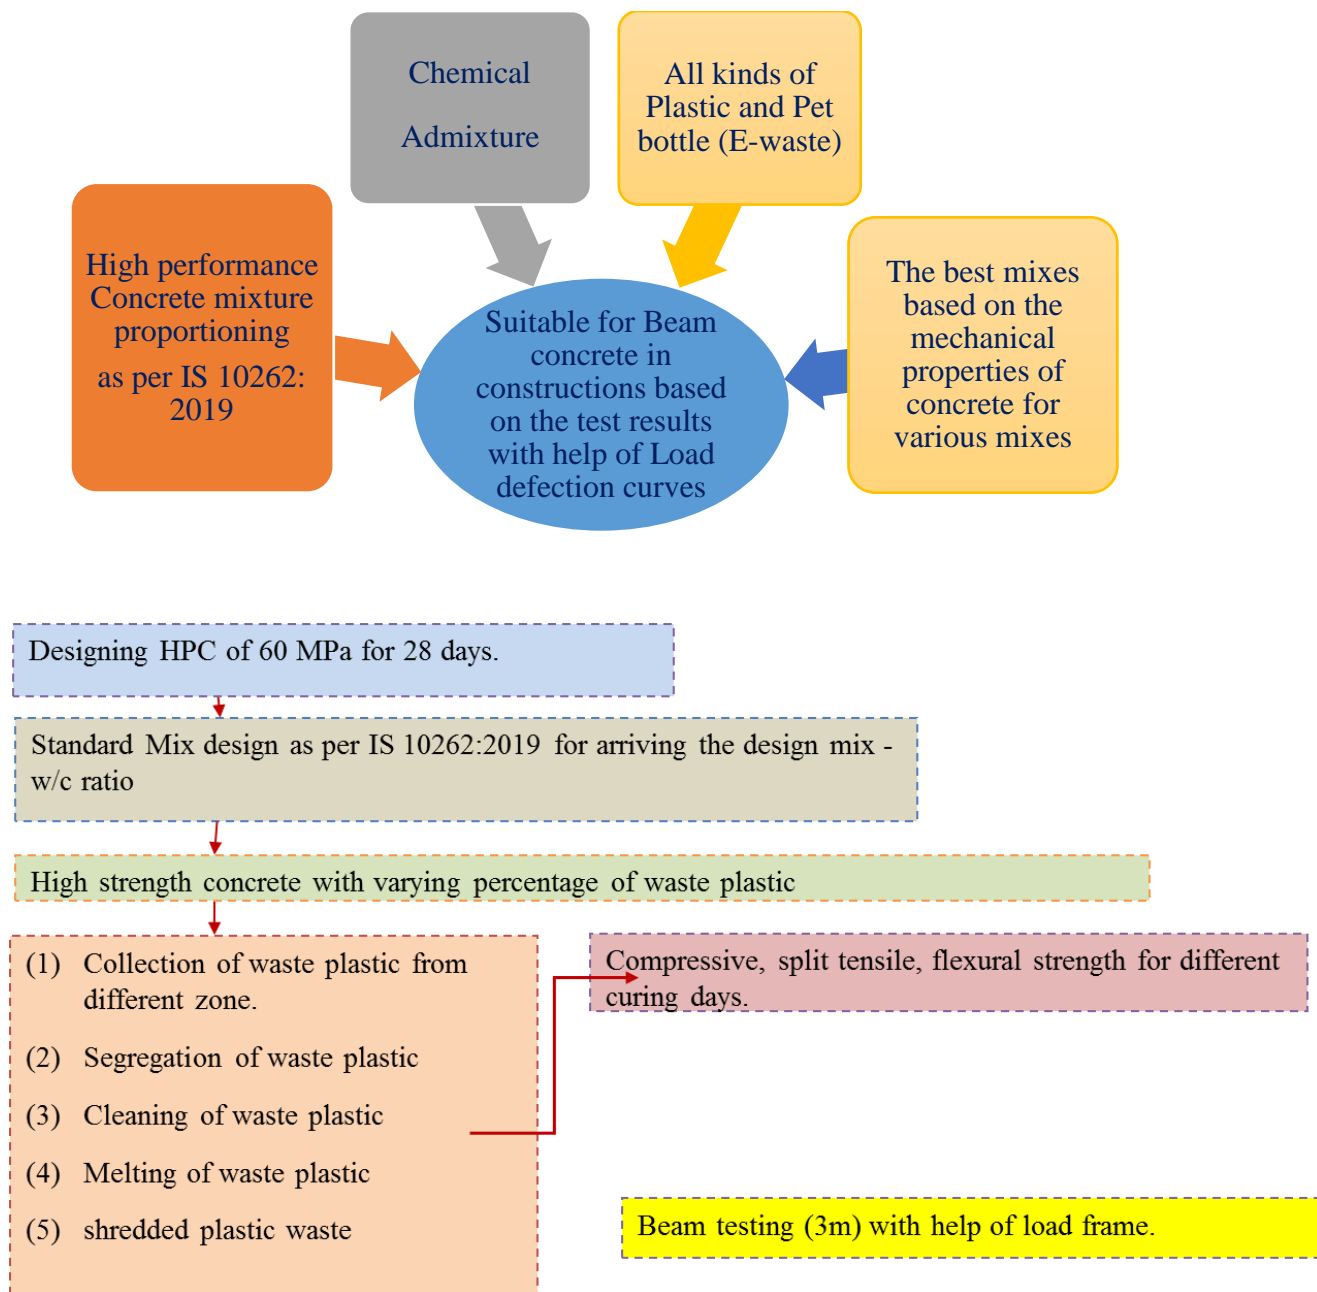 Chemical
Admixture
All kinds of
Plastic and Pet
bottle (E-waste)
High performance
Concrete mixture
proportioning
as per IS 10262:
2019
The best mixes
based on the
mechanical
properties of
concrete for
various mixes
Suitable for Beam
concrete in
constructions based
on the test results
with help of Load
defection curves
Designing HPC of 60 MPa for 28 days.
Standard Mix design as per IS 10262:2019 for arriving the design mix -
w/c ratio
High strength concrete with varying percentage of waste plastic
(1) Collection of waste plastic from
different zone.
(2) Segregation of waste plastic
(3) Cleaning of waste plastic
(4) Melting of waste plastic
(5) shredded plastic waste
Compressive, split tensile, flexural strength for different
curing days.
Beam testing (3m) with help of load frame.